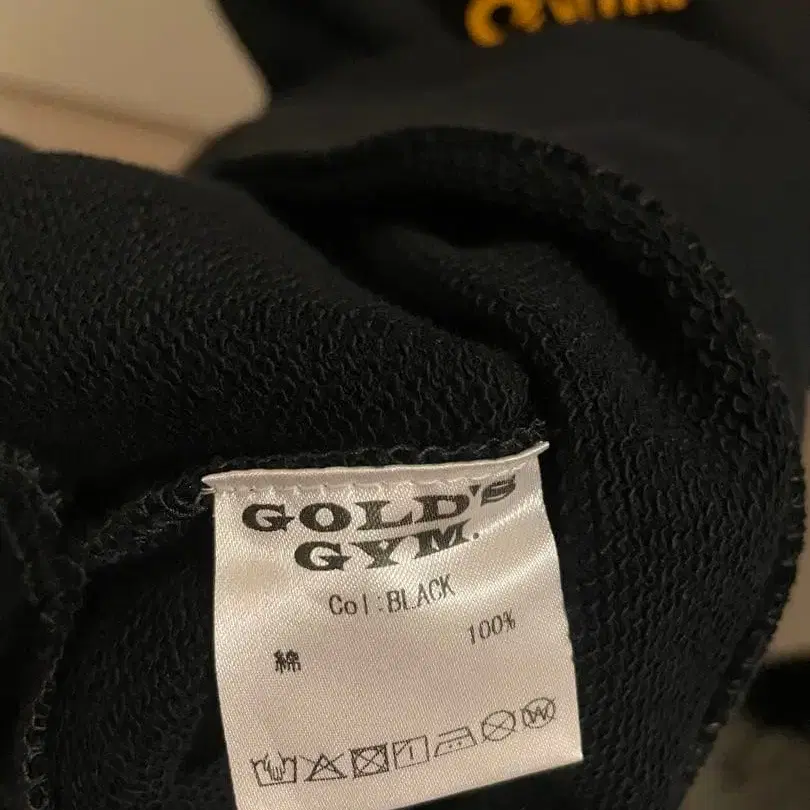 GOLD'S
GYM.
Col:BLACK
綿 100%
W